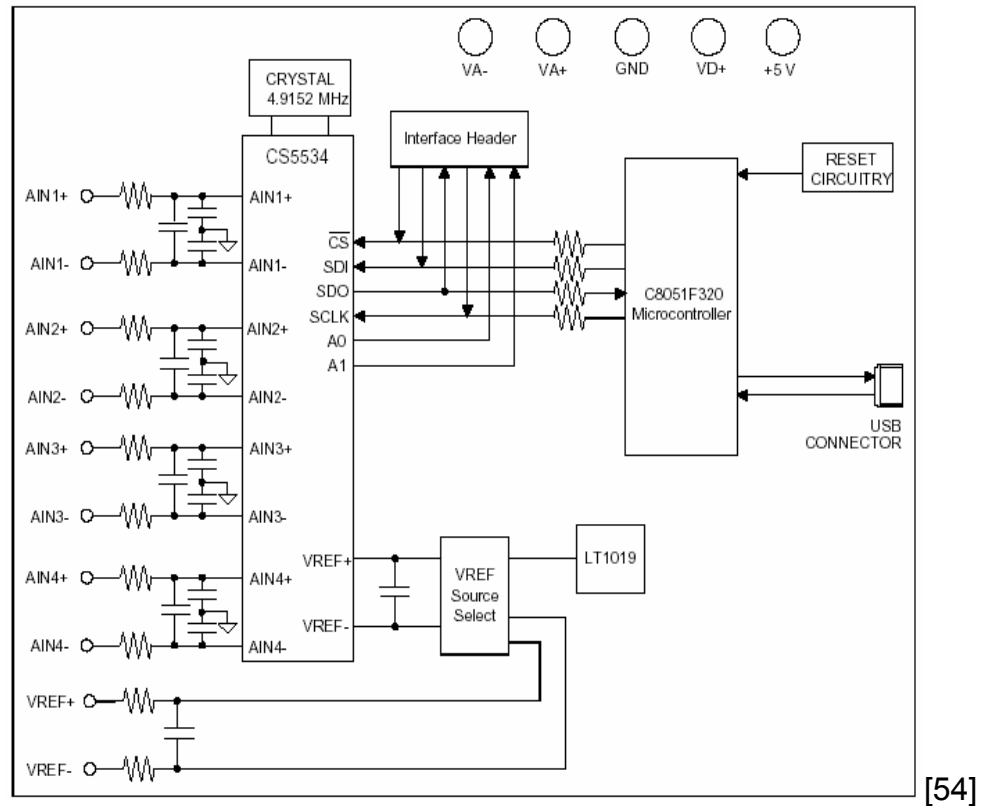 VA-
VA+
GND
VD+
+5 V
CRYSTAL
4.9152 MHz
CS5534
Interface Header
RESET
CIRCUITRY
AIN1+
AIN1+
AIN1-
AIN1-
CS
SDI
SDO
SCLK
A0
A1
C8051F320
Microcontroller
AIN2+
AIN2+
AIN2-
AIN2-
USB
CONNECTOR
AIN3+
AIN3+
AIN3-
AIN3-
VREF+
VREF-
VREF
Source
Select
LT1019
AIN4+
AIN4+
AIN4-
AIN4-
VREF+
VREF-
[54]